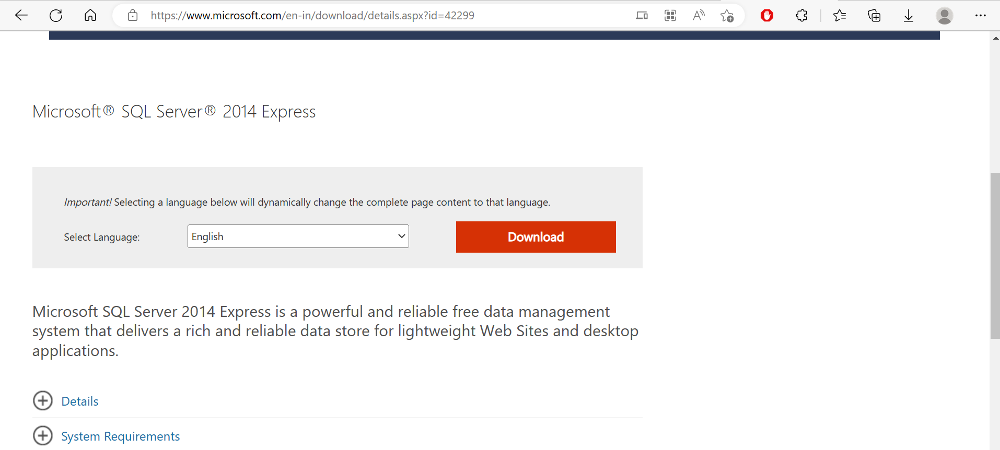 https://www.microsoft.com/en-in/download/details.aspx?id=42299
Microsoft® SQL Server® 2014 Express
Important! Selecting a language below will dynamically change the complete page content to that language.
Select Language:
English
Download
Microsoft SQL Server 2014 Express is a powerful and reliable free data management
system that delivers a rich and reliable data store for lightweight Web Sites and desktop
applications.
Details
System Requirements